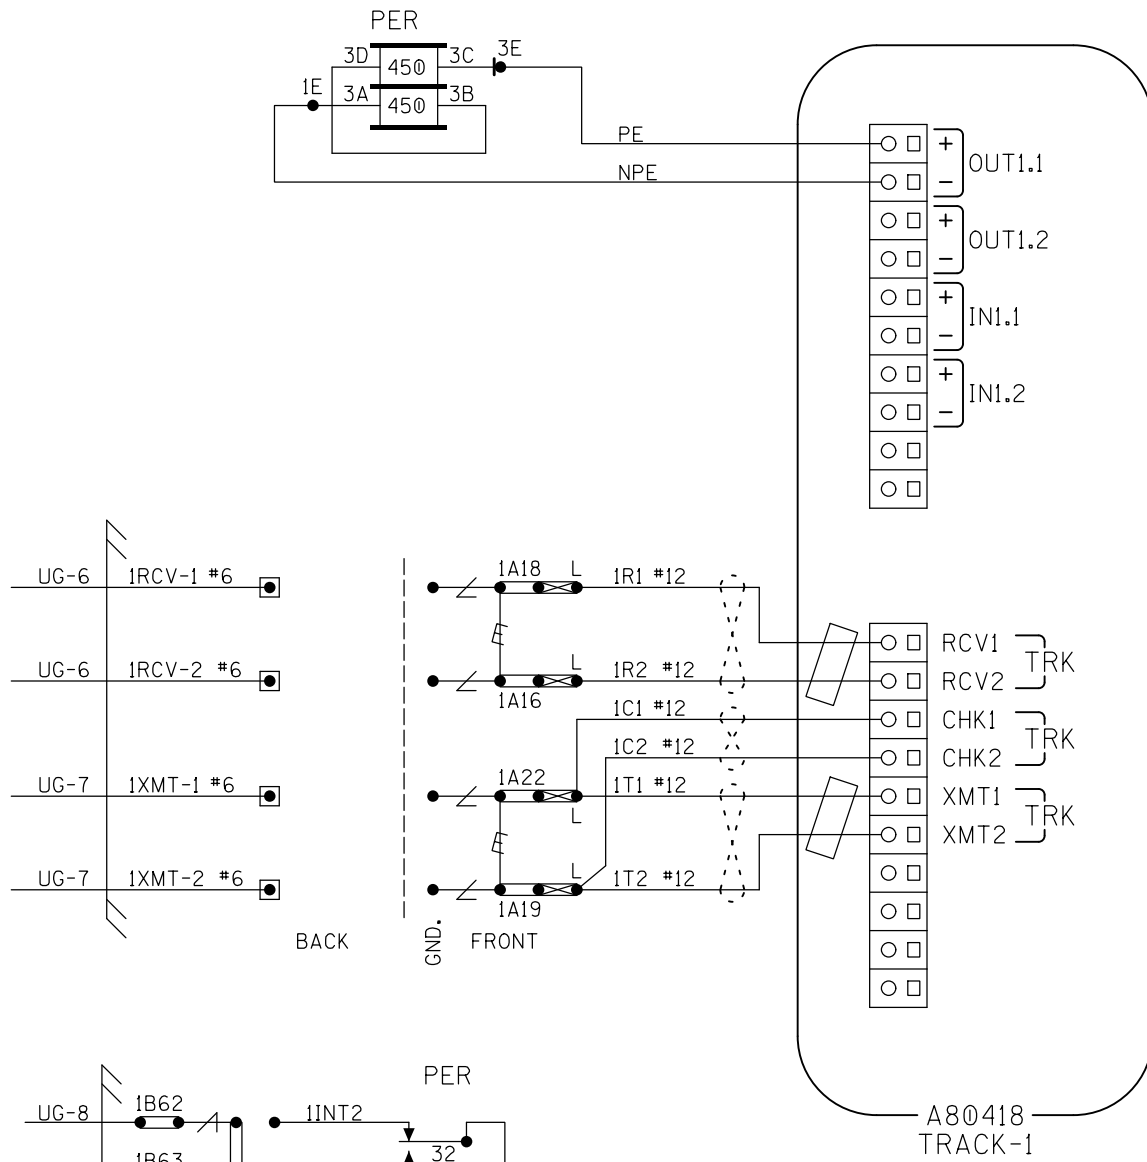 PER
3D 450 3C 3E
1E 3A 450 3B
PE
NPE
+
− OUT1.1
+
− OUT1.2
+
− IN1.1
+
− IN1.2
UG-6 1RCV-1 #6 1A18 L 1R1 #12
RCV1
UG-6 1RCV-2 #6 L 1R2 #12 RCV2 TRK
1A16
1C1 #12 CHK1
1C2 #12 CHK2 TRK
UG-7 1XMT-1 #6 1A22 L 1T1 #12 XMT1
XMT2 TRK
UG-7 1XMT-2 #6 L 1T2 #12
1A19
BACK GND. FRONT
PER
UG-8 1B62 1INT2
32
1B63
A80418
TRACK-1